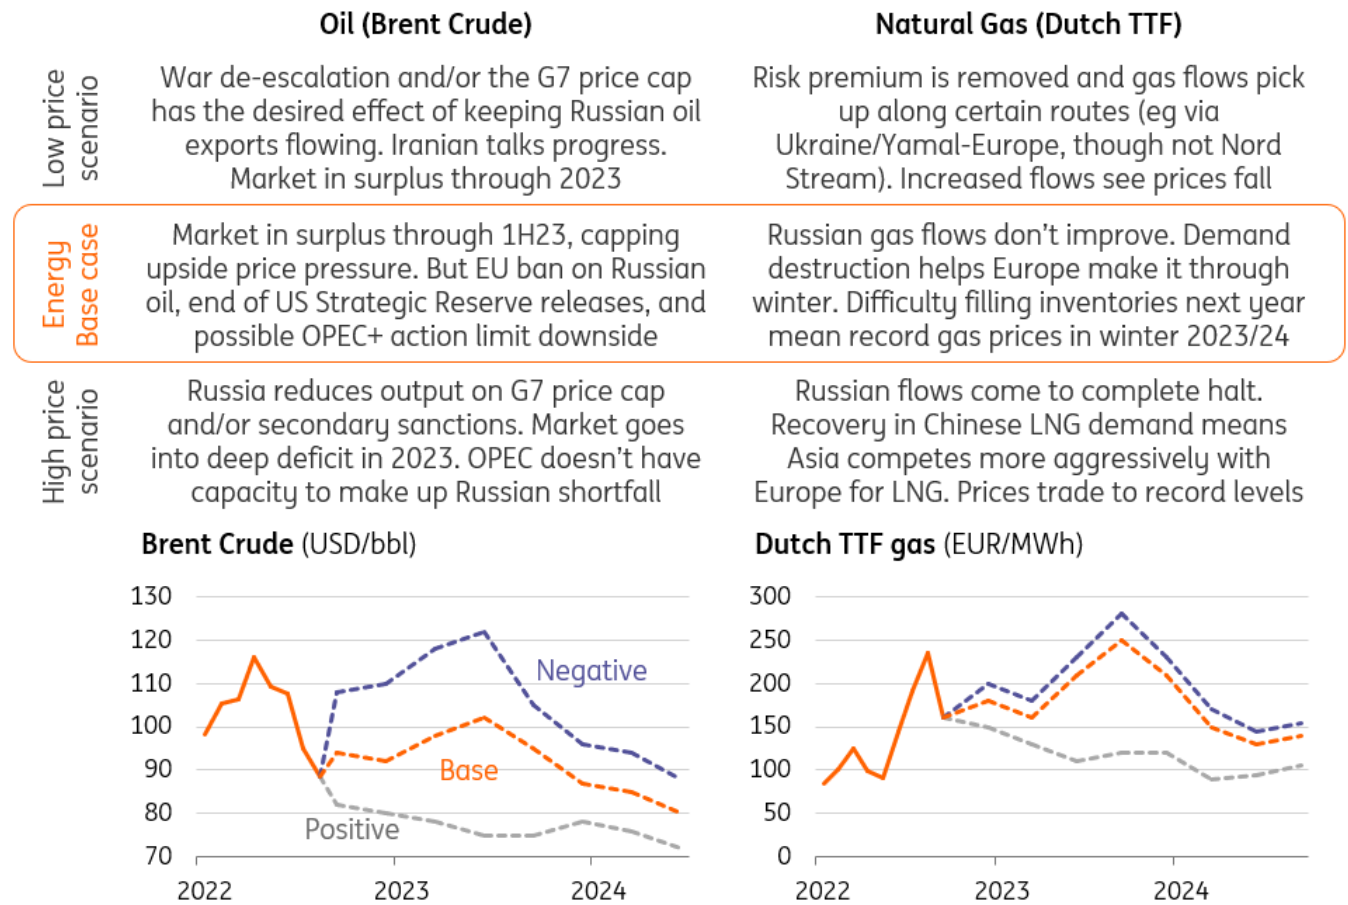 Oil (Brent Crude)
Natural Gas (Dutch TTF)
Low price
scenario
War de-escalation and/or the G7 price cap
has the desired effect of keeping Russian oil
exports flowing. Iranian talks progress.
Market in surplus through 2023
Risk premium is removed and gas flows pick
up along certain routes (eg via
Ukraine/Yamal-Europe, though not Nord
Stream). Increased flows see prices fall
Energy
Base case
Market in surplus through 1H23, capping
upside price pressure. But EU ban on Russian
oil, end of US Strategic Reserve releases, and
possible OPEC+ action limit downside
Russian gas flows don't improve. Demand
destruction helps Europe make it through
winter. Difficulty filling inventories next year
mean record gas prices in winter 2023/24
High price
scenario
Russia reduces output on G7 price cap
and/or secondary sanctions. Market goes
into deep deficit in 2023. OPEC doesn't have
capacity to make up Russian shortfall
Russian flows come to complete halt.
Recovery in Chinese LNG demand means
Asia competes more aggressively with
Europe for LNG. Prices trade to record levels
Brent Crude (USD/bbl)
130
120
110
100
90
80
70
Negative
Base
Positive
2022
2023
2024
Dutch TTF gas (EUR/MWh)
300
250
200
150
100
50
0
2022
2023
2024